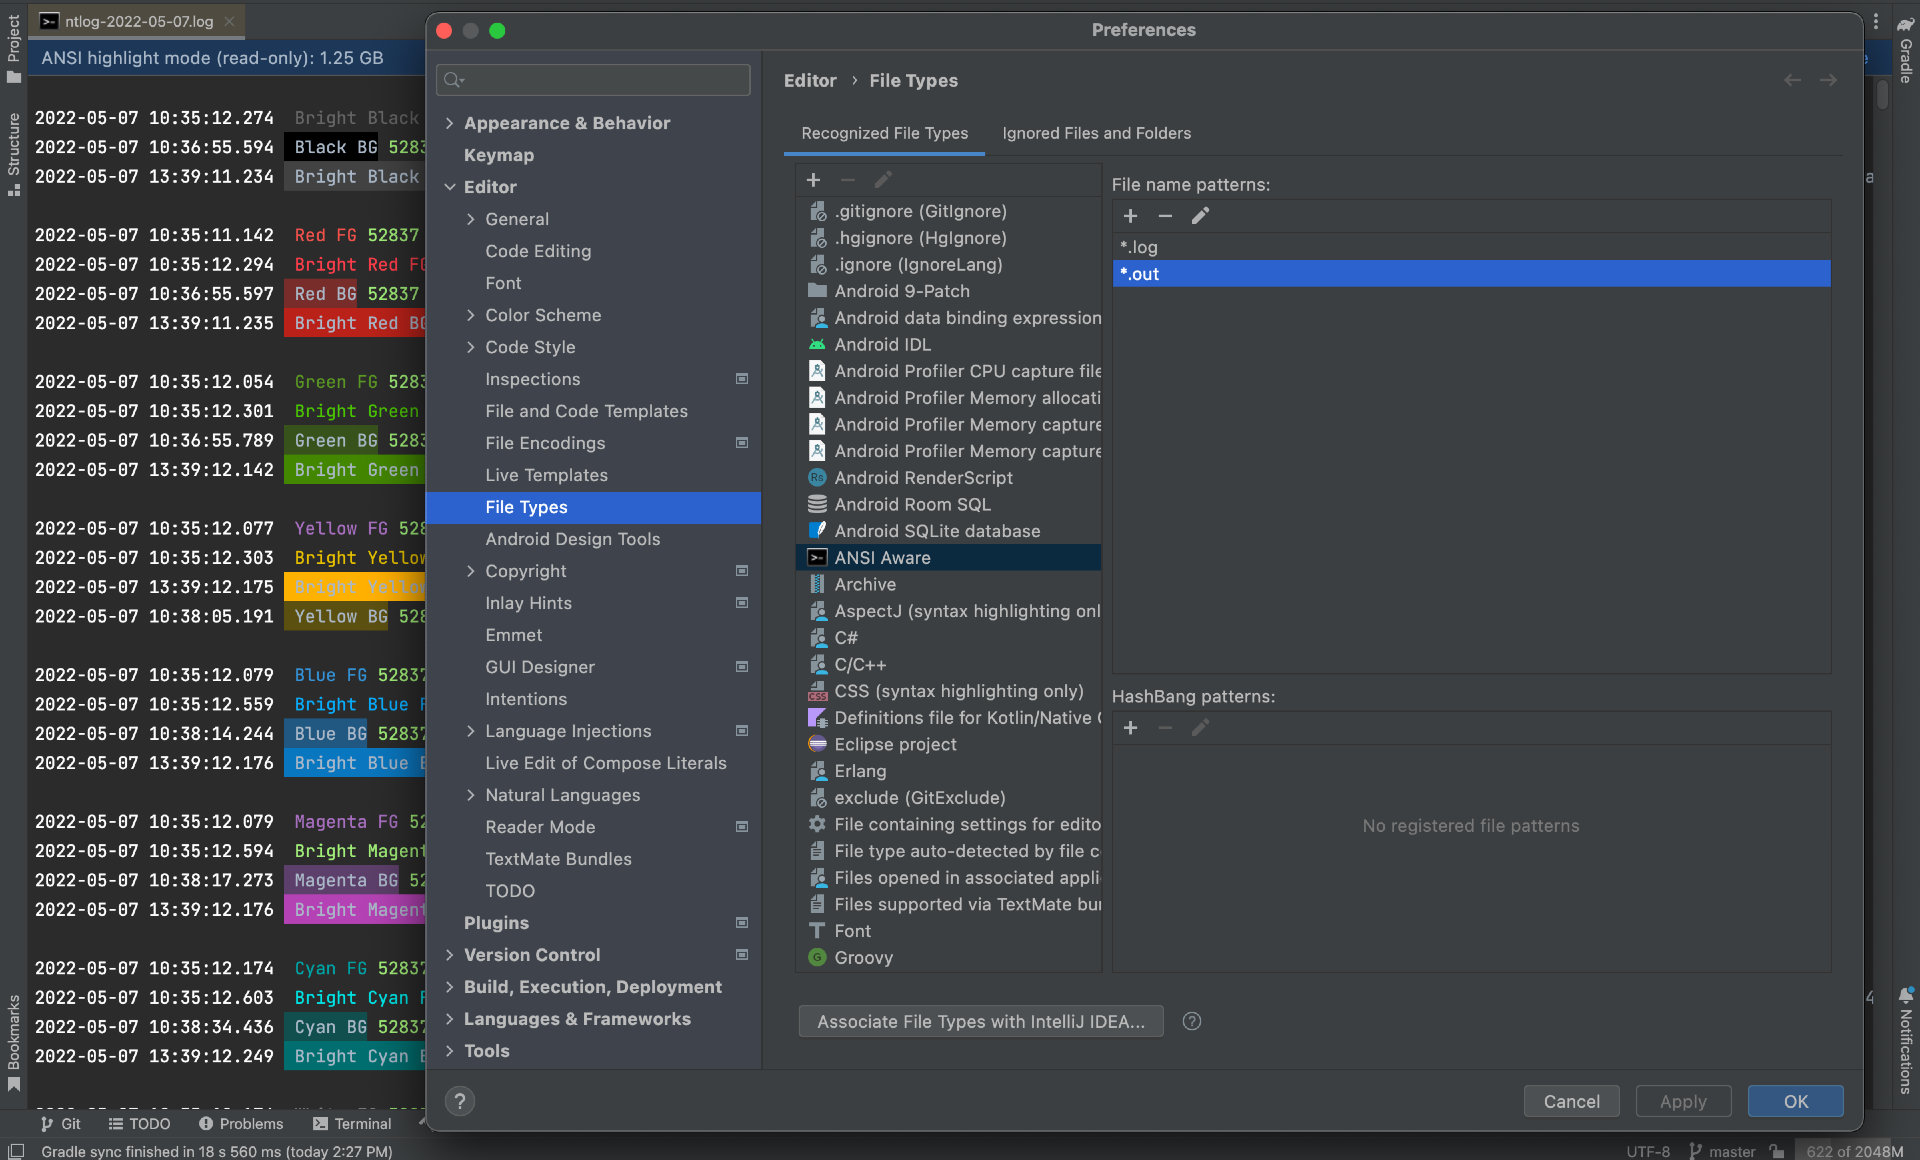 Project
ntlog-2022-05-07.log
ANSI highlight mode (read-only): 1.25 GB
Structure
2022-05-07 10:35:12.274 Bright Black
2022-05-07 10:36:55.594 Black BG 5283
2022-05-07 13:39:11.234 Bright Black
2022-05-07 10:35:11.142 Red FG 52837
2022-05-07 10:35:12.294 Bright Red FG
2022-05-07 10:36:55.597 Red BG 52837
2022-05-07 13:39:11.235 Bright Red BG
2022-05-07 10:35:12.054 Green FG 5283
2022-05-07 10:35:12.301 Bright Green
2022-05-07 10:36:55.789 Green BG 5283
2022-05-07 13:39:12.142 Bright Green
2022-05-07 10:35:12.077 Yellow FG 528
2022-05-07 10:35:12.303 Bright Yellow
2022-05-07 13:39:12.175 Bright Yellow
2022-05-07 10:38:05.191 Yellow BG 528
2022-05-07 10:35:12.079 Blue FG 52837
2022-05-07 10:35:12.559 Bright Blue F
2022-05-07 10:38:14.244 Blue BG 52837
2022-05-07 13:39:12.176 Bright Blue B
2022-05-07 10:35:12.079 Magenta FG 52
2022-05-07 10:35:12.594 Bright Magent
2022-05-07 10:38:17.273 Magenta BG 52
2022-05-07 13:39:12.176 Bright Magent
2022-05-07 10:35:12.174 Cyan FG 52837
2022-05-07 10:35:12.603 Bright Cyan F
2022-05-07 10:38:34.436 Cyan BG 52837
2022-05-07 13:39:12.249 Bright Cyan B
Bookmarks
Preferences
Appearance & Behavior
Keymap
Editor
General
Code Editing
Font
Color Scheme
Code Style
Inspections
File and Code Templates
File Encodings
Live Templates
File Types
Android Design Tools
Copyright
Inlay Hints
Emmet
GUI Designer
Intentions
Language Injections
Live Edit of Compose Literals
Natural Languages
Reader Mode
TextMate Bundles
TODO
Plugins
Version Control
Build, Execution, Deployment
Languages & Frameworks
Tools
Editor › File Types
Recognized File Types
Ignored Files and Folders
.gitignore (GitIgnore)
.hgignore (HgIgnore)
.ignore (IgnoreLang)
Android 9-Patch
Android data binding expression
Android IDL
Android Profiler CPU capture file
Android Profiler Memory allocati
Android Profiler Memory capture
Android Profiler Memory capture
Android RenderScript
Android Room SQL
Android SQLite database
ANSI Aware
Archive
AspectJ (syntax highlighting onl
C#
C/C++
CSS (syntax highlighting only)
Definitions file for Kotlin/Native C
Eclipse project
Erlang
exclude (GitExclude)
File containing settings for edito
File type auto-detected by file c
Files opened in associated appli
Files supported via TextMate bu
Font
Groovy
File name patterns:
*.log
*.out
HashBang patterns:
No registered file patterns
Associate File Types with IntelliJ IDEA...
?
?
Cancel
Apply
OK
Gradle
Notifications
Git
TODO
Problems
Terminal
Gradle sync finished in 18 s 560 ms (today 2:27 PM)
UTF-8
master
622 of 2048M